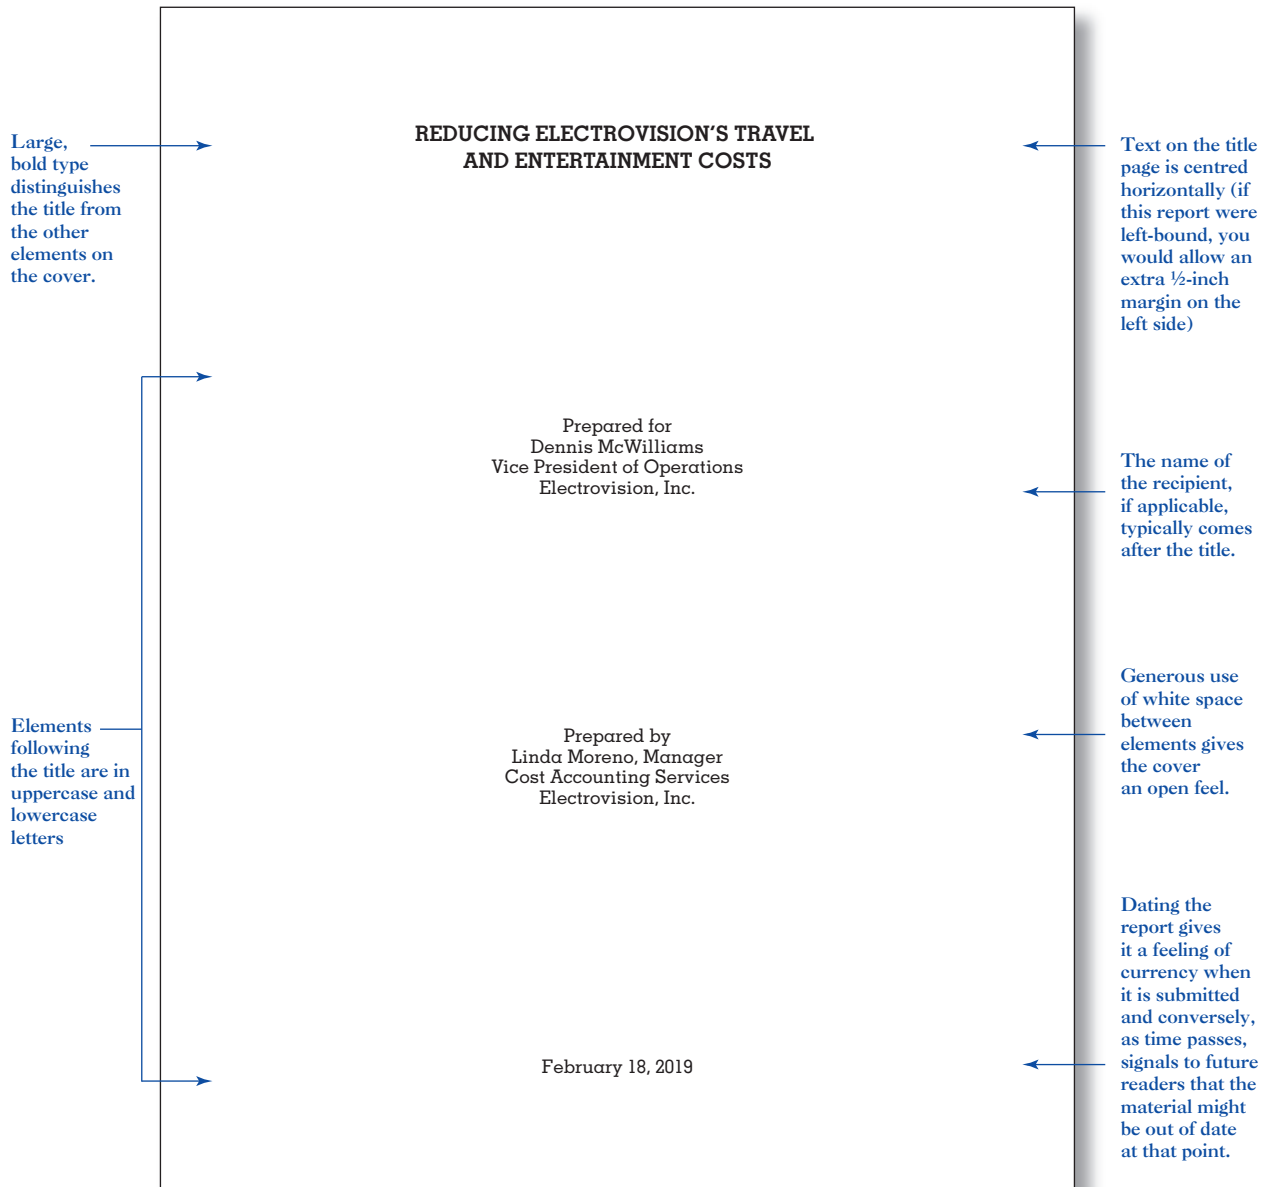 Large,
bold type
distinguishes
the title from
the other
elements on
the cover.
REDUCING ELECTROVISION'S TRAVEL
AND ENTERTAINMENT COSTS
Text on the title
page is centred
horizontally (if
this report were
left-bound, you
would allow an
extra ½-inch
margin on the
left side)
Prepared for
Dennis McWilliams
Vice President of Operations
Electrovision, Inc.
The name of
the recipient,
if applicable,
typically comes
after the title.
Elements
following
the title are in
uppercase and
lowercase
letters
Prepared by
Linda Moreno, Manager
Cost Accounting Services
Electrovision, Inc.
Generous use
of white space
between
elements gives
the cover
an open feel.
February 18, 2019
Dating the
report gives
it a feeling of
currency when
it is submitted
and conversely,
as time passes,
signals to future
readers that the
material might
be out of date
at that point.